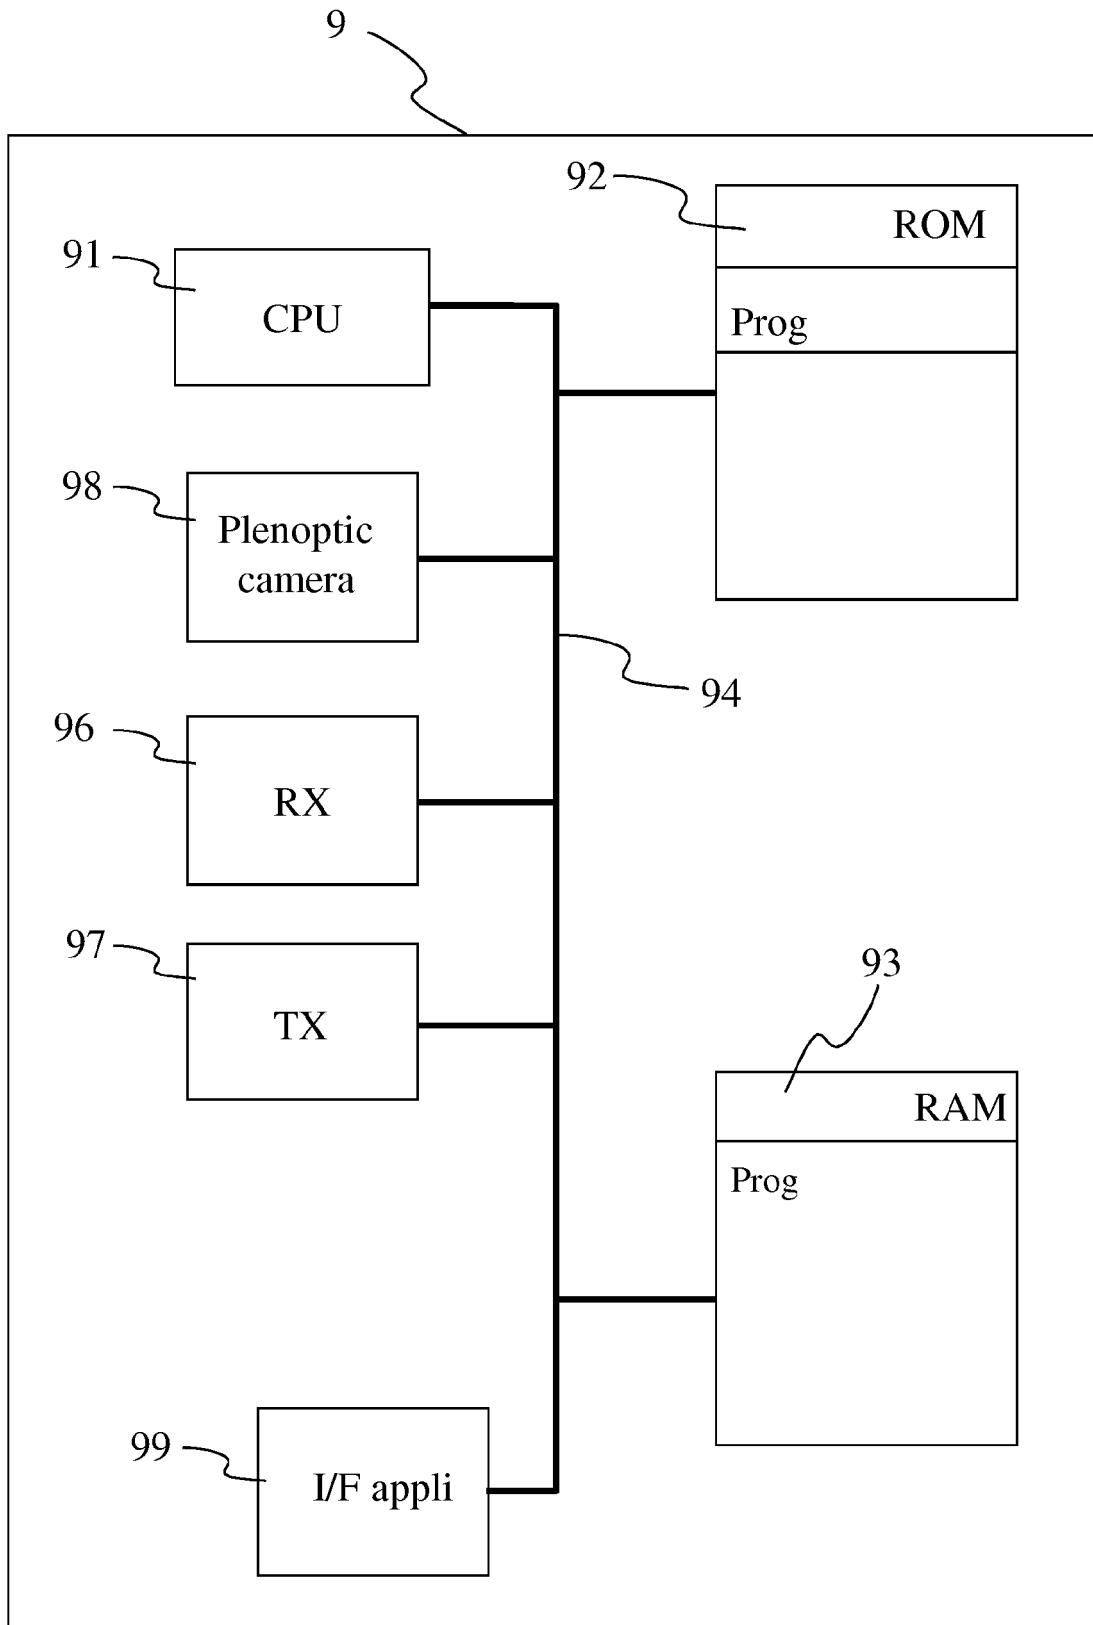 9
92
ROM
91
CPU
Prog
98
Plenoptic
camera
94
96
RX
97
TX
93
RAM
Prog
99
I/F appli